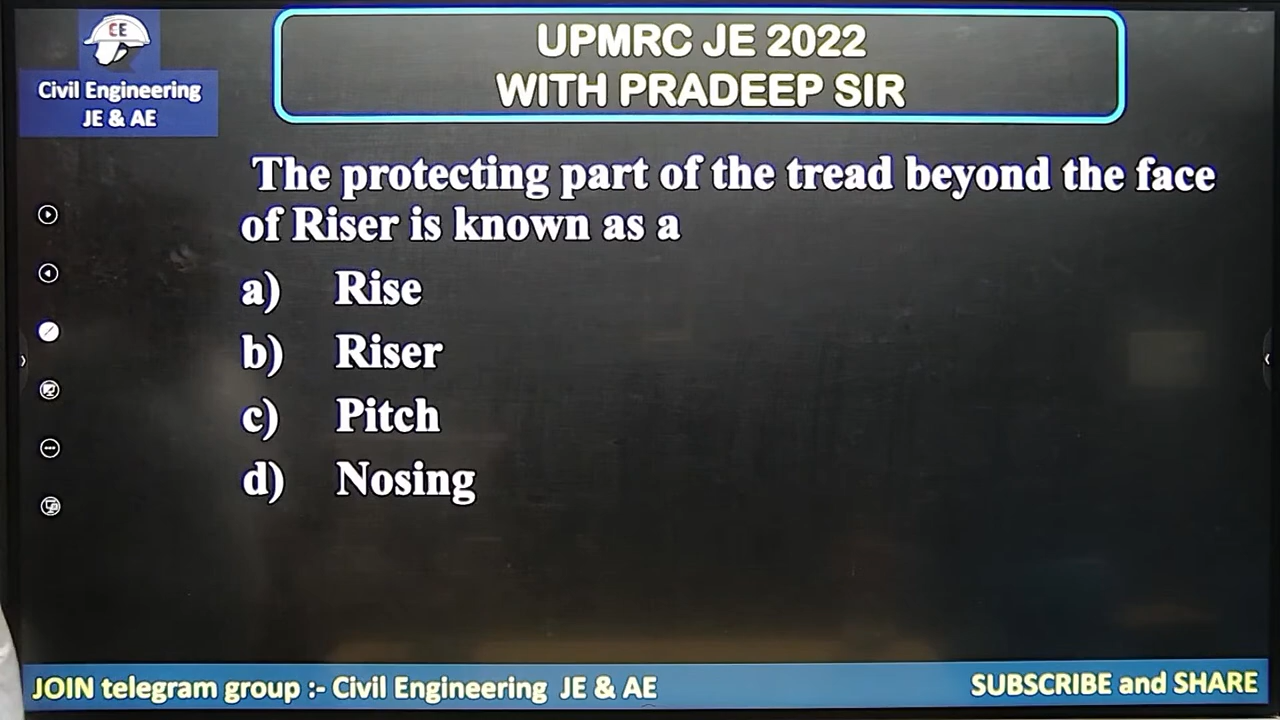 CE
Civil Engineering
JE & AE
UPMRC JE 2022
WITH PRADEEP SIR
The protecting part of the tread beyond the face
of Riser is known as a
a) Rise
b) Riser
c) Pitch
d) Nosing
JOIN telegram group :- Civil Engineering JE & AE
SUBSCRIBE and SHARE